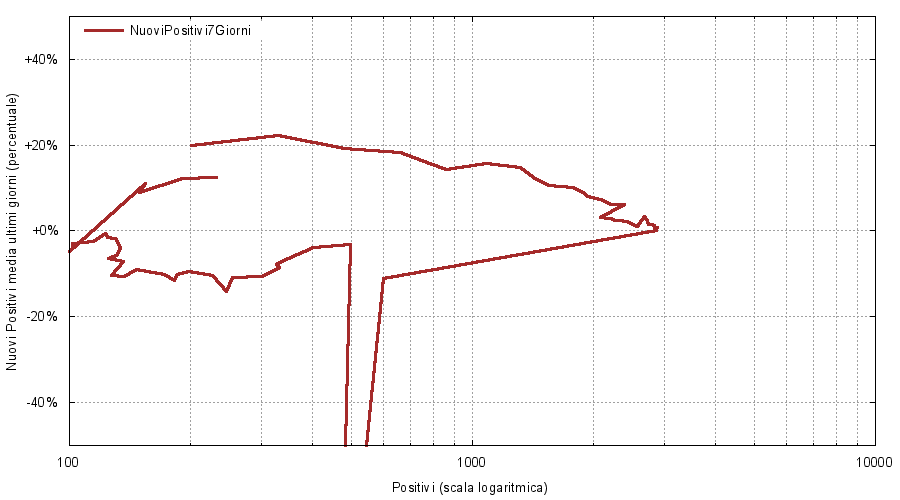 NuoviPositivi7Giorni
+40%
+20%
+0%
-20%
-40%
Nuovi Positivi media ultimi giorni (percentuale)
100
1000
10000
Positivi (scala logaritmica)